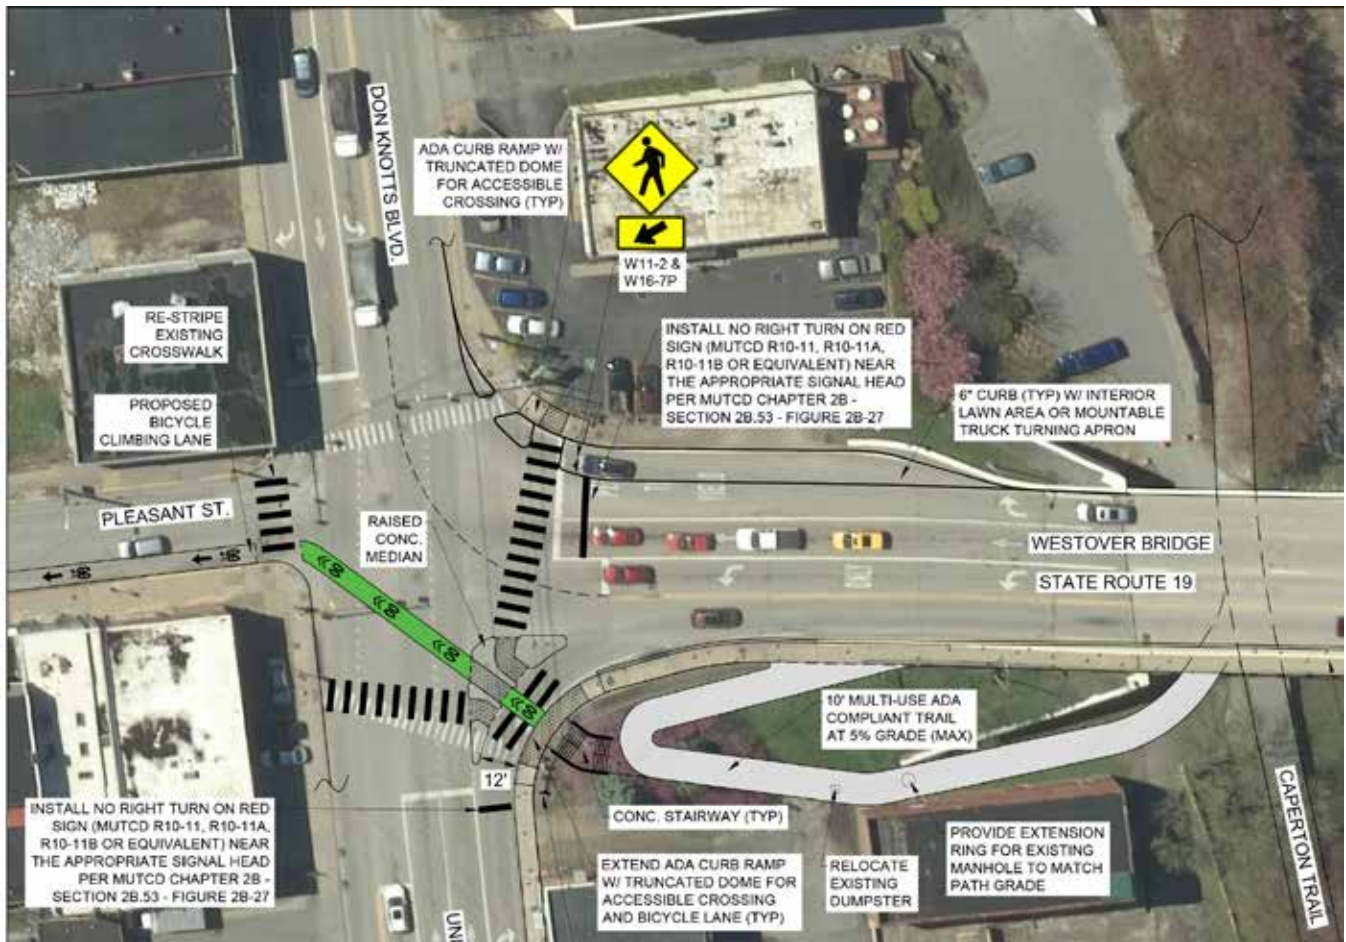 DON KNOTTS BLVD.
ADA CURB RAMP W/
TRUNCATED DOME
FOR ACCESSIBLE
CROSSING (TYP)
W11-2 &
W16-7P
RE-STRIPE
EXISTING
CROSSWALK
PROPOSED
BICYCLE
CLIMBING LANE
INSTALL NO RIGHT TURN ON RED
SIGN (MUTCD R10-11, R10-11A,
R10-11B OR EQUIVALENT) NEAR
THE APPROPRIATE SIGNAL HEAD
PER MUTCD CHAPTER 2B -
SECTION 2B.53 - FIGURE 2B-27
6" CURB (TYP) W/ INTERIOR
LAWN AREA OR MOUNTABLE
TRUCK TURNING APRON
PLEASANT ST.
RAISED
CONC.
MEDIAN
WESTOVER BRIDGE
STATE ROUTE 19
10' MULTI-USE ADA
COMPLIANT TRAIL
AT 5% GRADE (MAX)
12'
INSTALL NO RIGHT TURN ON RED
SIGN (MUTCD R10-11, R10-11A,
R10-11B OR EQUIVALENT) NEAR
THE APPROPRIATE SIGNAL HEAD
PER MUTCD CHAPTER 2B -
SECTION 2B.53 - FIGURE 2B-27
CONC. STAIRWAY (TYP)
EXTEND ADA CURB RAMP
W/ TRUNCATED DOME FOR
ACCESSIBLE CROSSING
AND BICYCLE LANE (TYP)
RELOCATE
EXISTING
DUMPSTER
PROVIDE EXTENSION
RING FOR EXISTING
MANHOLE TO MATCH
PATH GRADE
CAPERTON TRAIL